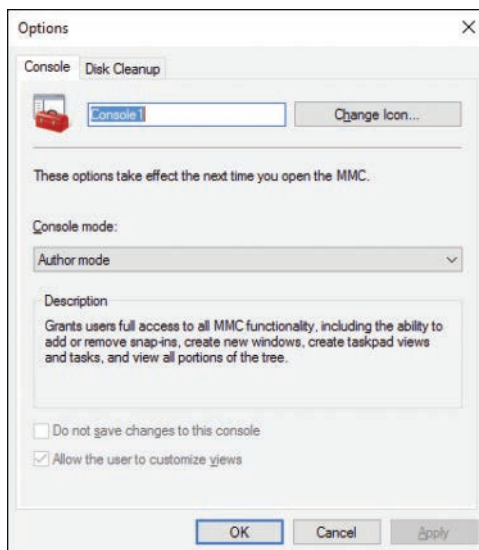 Options
Console
Disk Cleanup
Console1
Change Icon...
These options take effect the next time you open the MMC.
Console mode:
Author mode
Description
Grants users full access to all MMC functionality, including the ability to
add or remove snap-ins, create new windows, create taskpad views
and tasks, and view all portions of the tree.
Do not save changes to this console
Allow the user to customize views
OK
Cancel
Apply